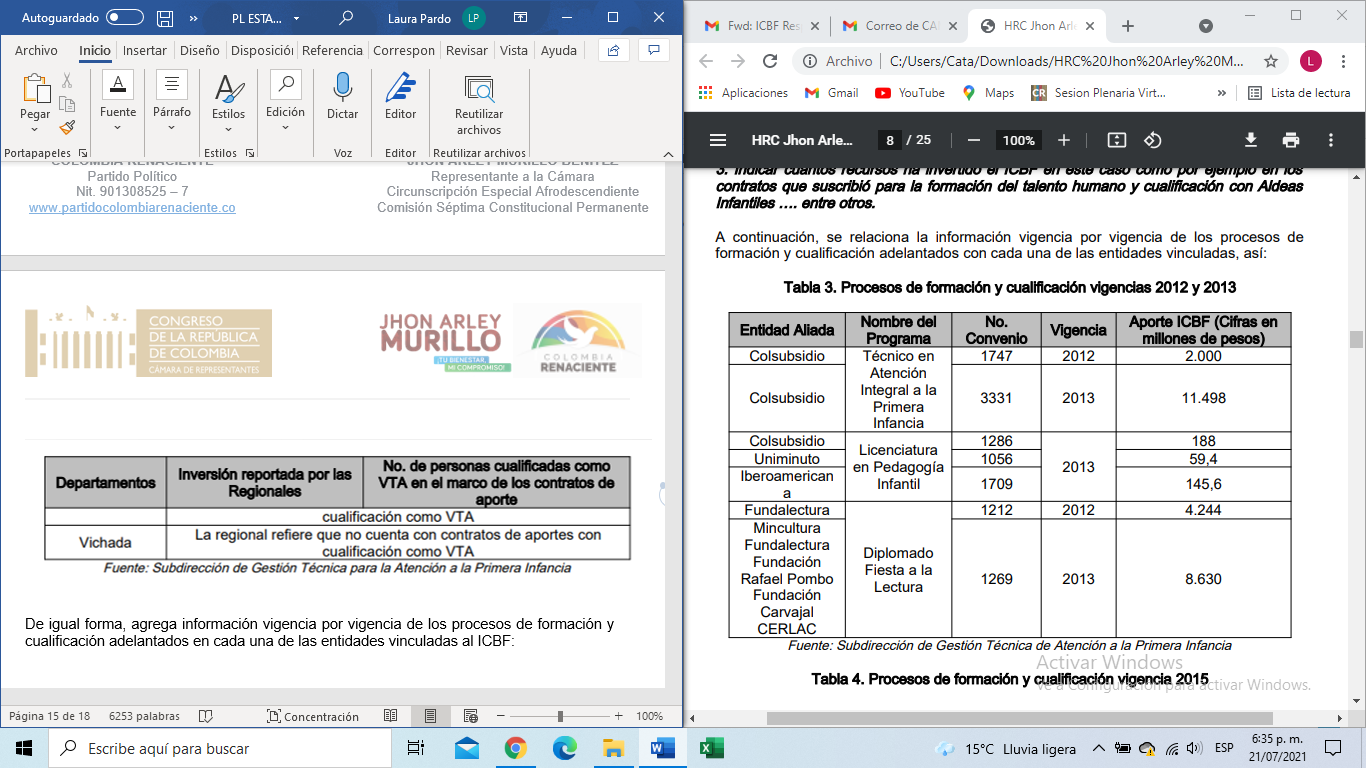 Autoguardado
PL ESTA...
Laura Pardo
LP
Archivo Inicio Insertar Diseño Disposició Referencia Correspon Revisar Vista Ayuda
Pegar
Fuente
Párrafo
Estilos
Edición
Dictar
Editor
Reutilizar
archivos
Portapapeles
Estilos
Voz
Editor
Reutilizar archivos
COLOMBIA RENACIENTE
Partido Político
Nit. 901308525 – 7
www.partidocolombiarenaciente.co
JHON ARLEY MURILLO BENITEZ
Representante a la Cámara
Circunscripción Especial Afrodescendiente
Comisión Séptima Constitucional Permanente
CONGRESO
DE LA REPÚBLICA
DE COLOMBIA
CÁMARA DE REPRESENTANTES
JHON ARLEY
MURILLO
¡TU BIENESTAR,
MI COMPROMISO!
COLOMBIA
RENACIENTE
Departamentos
Inversión reportada por las
Regionales
No. de personas cualificadas como
VTA en el marco de los contratos de
aporte
cualificación como VTA
Vichada
La regional refiere que no cuenta con contratos de aportes con
cualificación como VTA
Fuente: Subdirección de Gestión Técnica para la Atención a la Primera Infancia
De igual forma, agrega información vigencia por vigencia de los procesos de formación y
cualificación adelantados en cada una de las entidades vinculadas al ICBF:
Página 15 de 18 6253 palabras
Concentración
100%
Fwd: ICBF Res
Correo de CA
HRC Jhon Arle
Archivo C:/Users/Cata/Downloads/HRC%20Jhon%20Arley%20M...
L
Aplicaciones Gmail YouTube Maps CR Sesion Plenaria Virt... » Lista de lectura
HRC Jhon Arle... 8 / 25 100%
3. Indicar cuántos recursos ha invertido el ICBF en este caso como por ejemplo en los
contratos que suscribió para la formación del talento humano y cualificación con Aldeas
Infantiles …. entre otros.
A continuación, se relaciona la información vigencia por vigencia de los procesos de
formación y cualificación adelantados con cada una de las entidades vinculadas, así:
Tabla 3. Procesos de formación y cualificación vigencias 2012 y 2013
Entidad Aliada
Nombre del
Programa
No.
Convenio
Vigencia
Aporte ICBF (Cifras en
millones de pesos)
Colsubsidio
Técnico en
Atención
Integral a la
Primera
Infancia
1747
2012
2.000
Colsubsidio
3331
2013
11.498
Colsubsidio
Licenciatura
en Pedagogía
Infantil
1286
2013
188
Uniminuto
1056
59,4
Iberoamerican
a
1709
145,6
Fundalectura
Diplomado
Fiesta a la
Lectura
1212
2012
4.244
Mincultura
Fundalectura
Fundación
Rafael Pombo
Fundación
Carvajal
CERLAC
1269
2013
8.630
Fuente: Subdirección de Gestión Técnica de Atención a la Primera Infancia
Tabla 4. Procesos de formación y cualificación vigencia 2015
Activar Windows
Ve a Configuración para activar Windows.
Escribe aquí para buscar
15°C Lluvia ligera
ESP
6:35 p. m.
21/07/2021